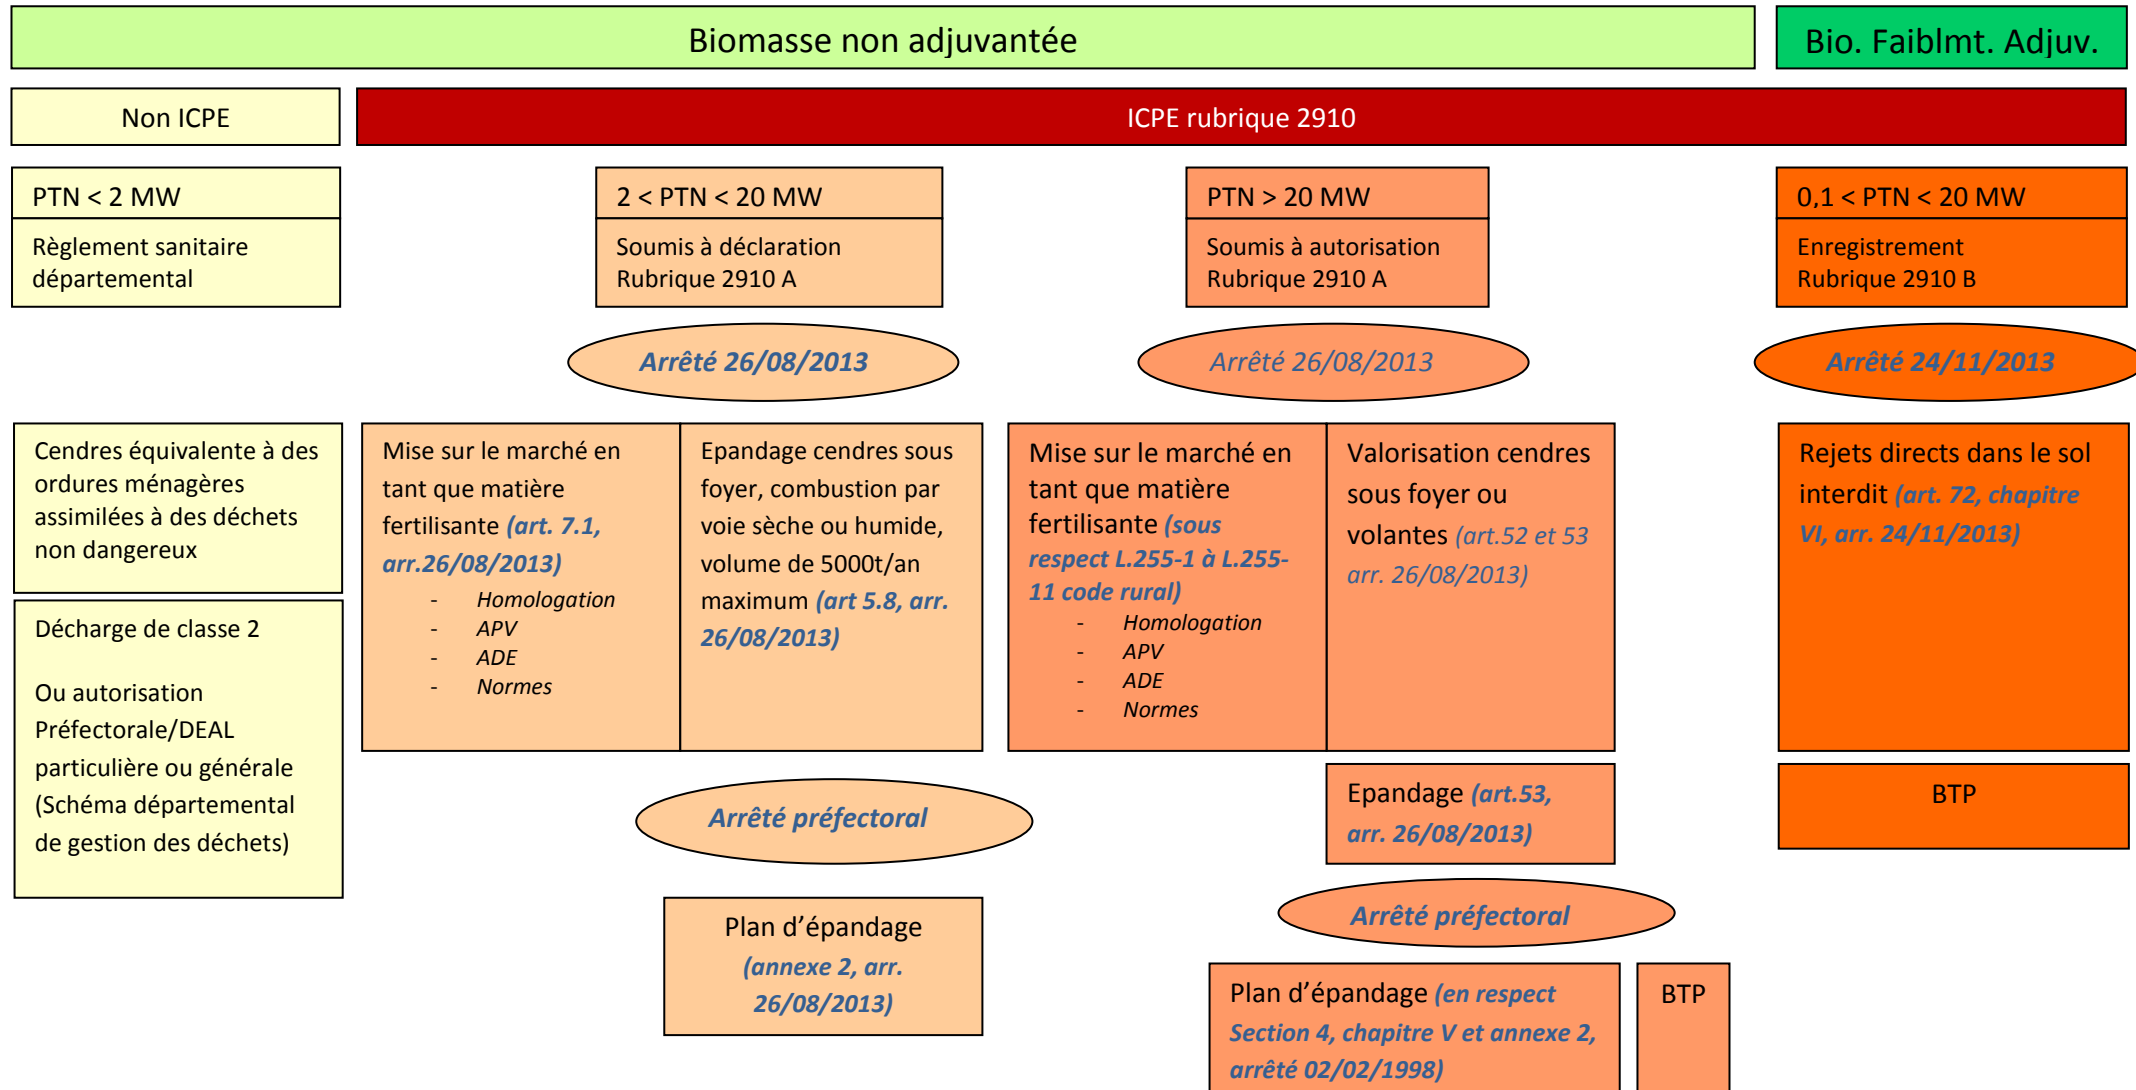 Biomasse non adjuvantée
Bio. Faiblmt. Adjuv.
Non ICPE
ICPE rubrique 2910
PTN < 2 MW
Règlement sanitaire
départemental
2 < PTN < 20 MW
Soumis à déclaration
Rubrique 2910 A
PTN > 20 MW
Soumis à autorisation
Rubrique 2910 A
0,1 < PTN < 20 MW
Enregistrement
Rubrique 2910 B
Arrêté 26/08/2013
Arrêté 26/08/2013
Arrêté 24/11/2013
Cendres équivalente à des
ordures ménagères
assimilées à des déchets
non dangereux
Décharge de classe 2
Ou autorisation
Préfectorale/DEAL
particulière ou générale
(Schéma départemental
de gestion des déchets)
Mise sur le marché en
tant que matière
fertilisante (art. 7.1,
arr.26/08/2013)
- Homologation
- APV
- ADE
- Normes
Epandage cendres sous
foyer, combustion par
voie sèche ou humide,
volume de 5000t/an
maximum (art 5.8, arr.
26/08/2013)
Arrêté préfectoral
Plan d’épandage
(annexe 2, arr.
26/08/2013)
Mise sur le marché en
tant que matière
fertilisante (sous
respect L.255-1 à L.255-
11 code rural)
- Homologation
- APV
- ADE
- Normes
Valorisation cendres
sous foyer ou
volantes (art.52 et 53
arr. 26/08/2013)
Epandage (art.53,
arr. 26/08/2013)
Arrêté préfectoral
Plan d’épandage (en respect
Section 4, chapitre V et annexe 2,
arrêté 02/02/1998)
BTP
Rejets directs dans le sol
interdit (art. 72, chapitre
VI, arr. 24/11/2013)
BTP